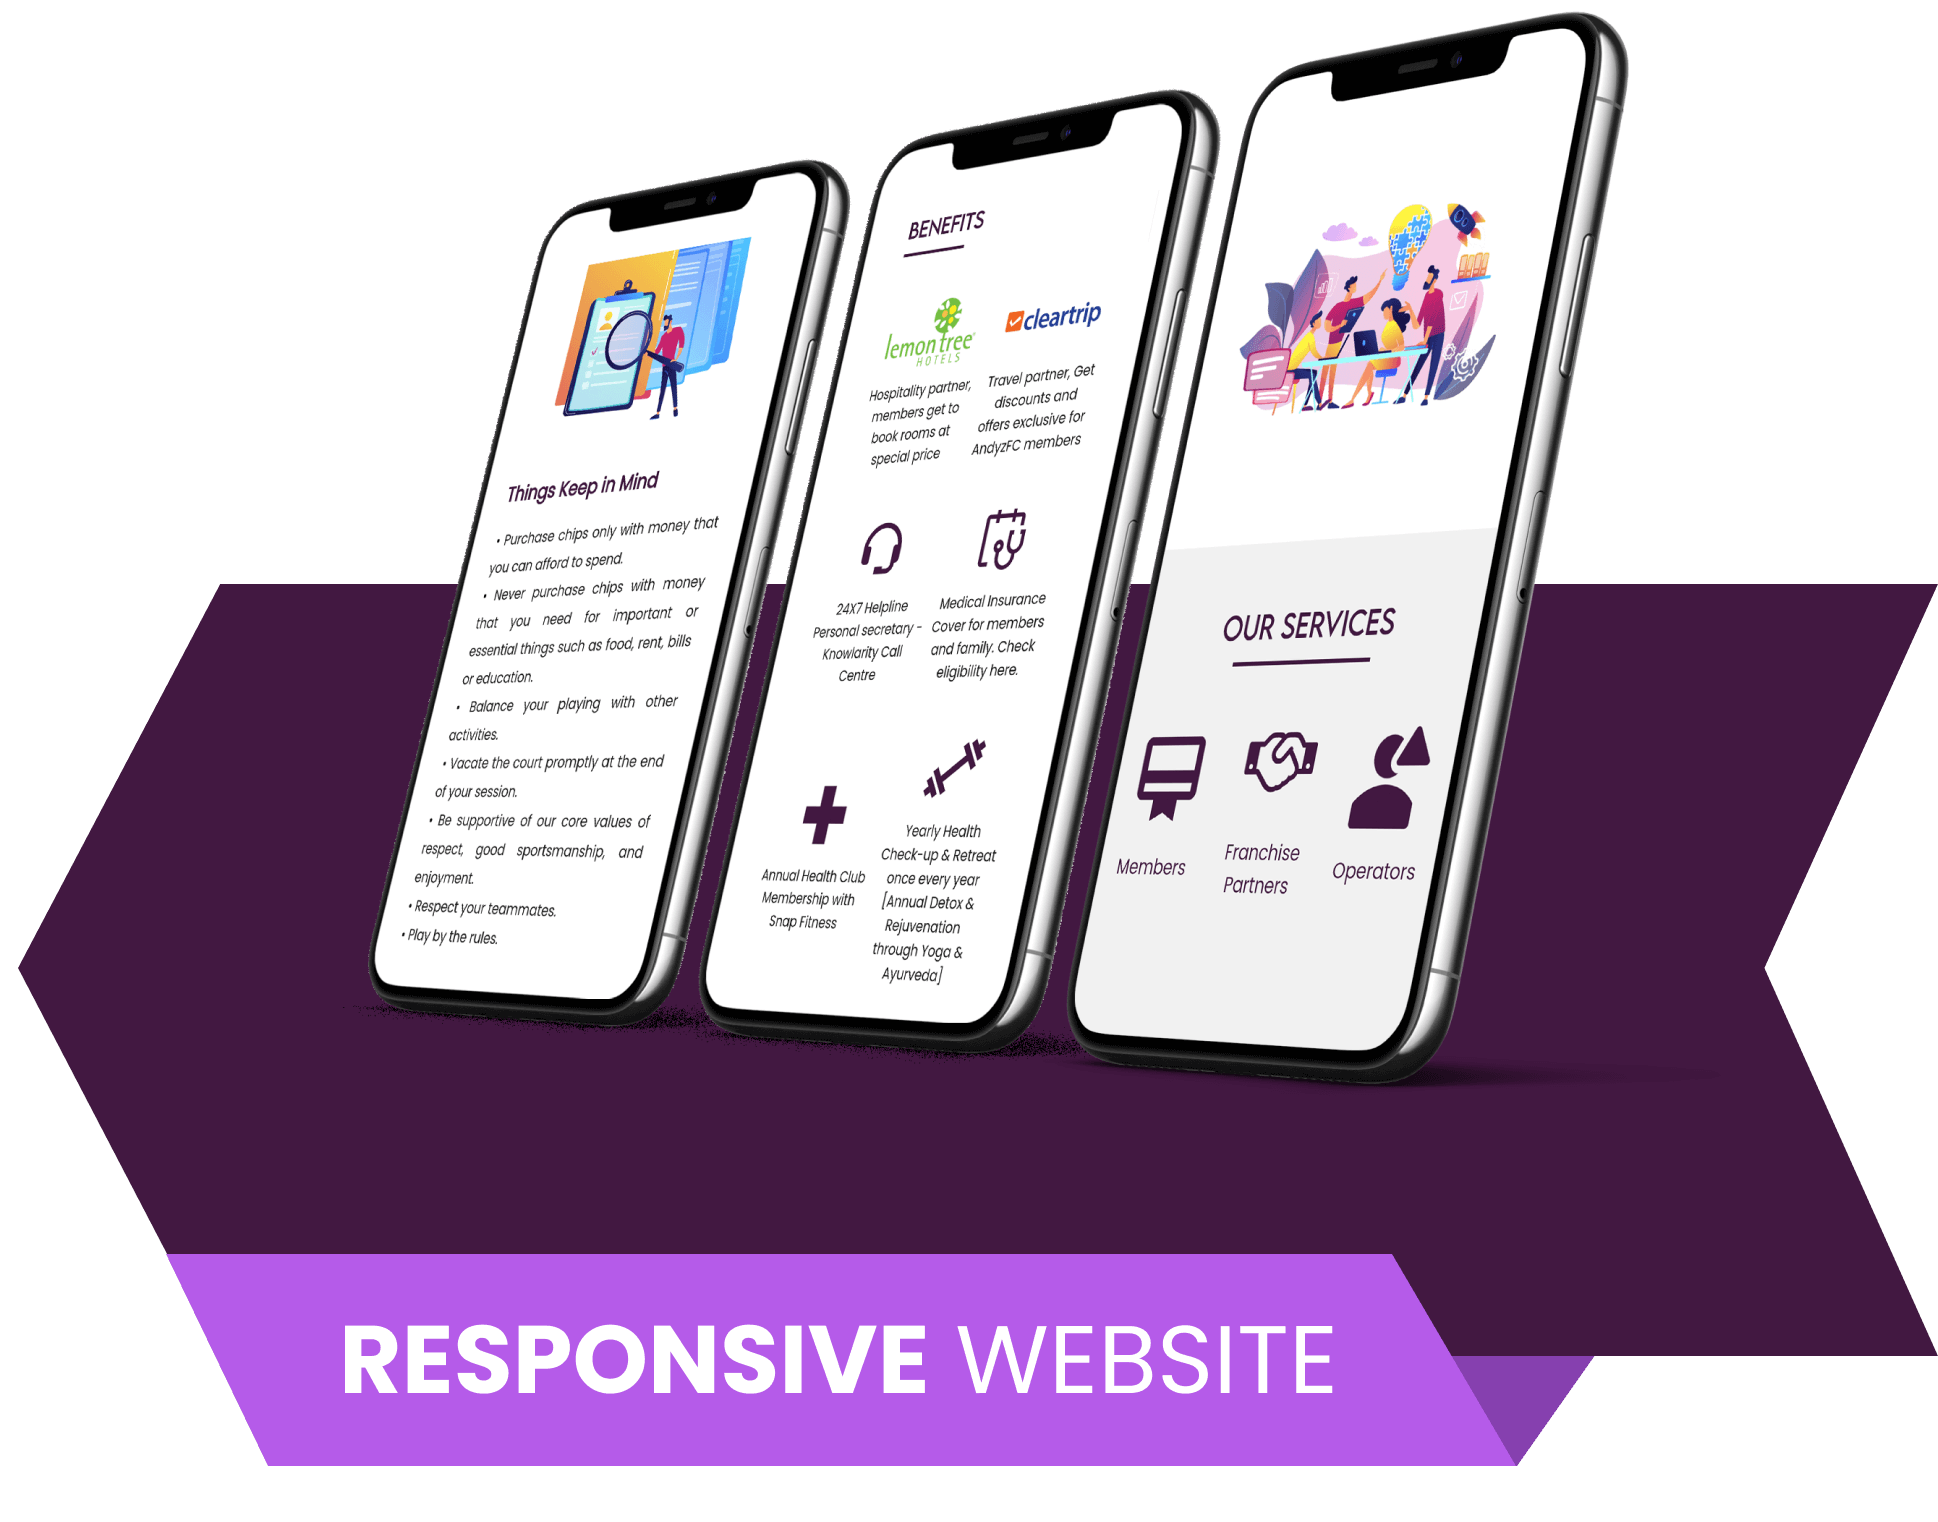 Things Keep in Mind
• Purchase chips only with money that
you can afford to spend.
• Never purchase chips with money
that you need for important or
essential things such as food, rent, bills
or education.
• Balance your playing with other
activities.
• Vacate the court promptly at the end
of your session.
• Be supportive of our core values of
respect, good sportsmanship, and
enjoyment.
• Respect your teammates.
• Play by the rules.
BENEFITS
lemon tree
HOTELS
Hospitality partner,
members get to
book rooms at
special price
cleartrip
Travel partner, Get
discounts and
offers exclusive for
AndyzFC members
24X7 Helpline
Personal secretary -
Knowlarity Call
Centre
Medical Insurance
Cover for members
and family. Check
eligibility here.
Annual Health Club
Membership with
Snap Fitness
Yearly Health
Check-up & Retreat
once every year
[Annual Detox &
Rejuvenation
through Yoga &
Ayurveda]
OUR SERVICES
Members
Franchise
Partners
Operators
RESPONSIVE WEBSITE